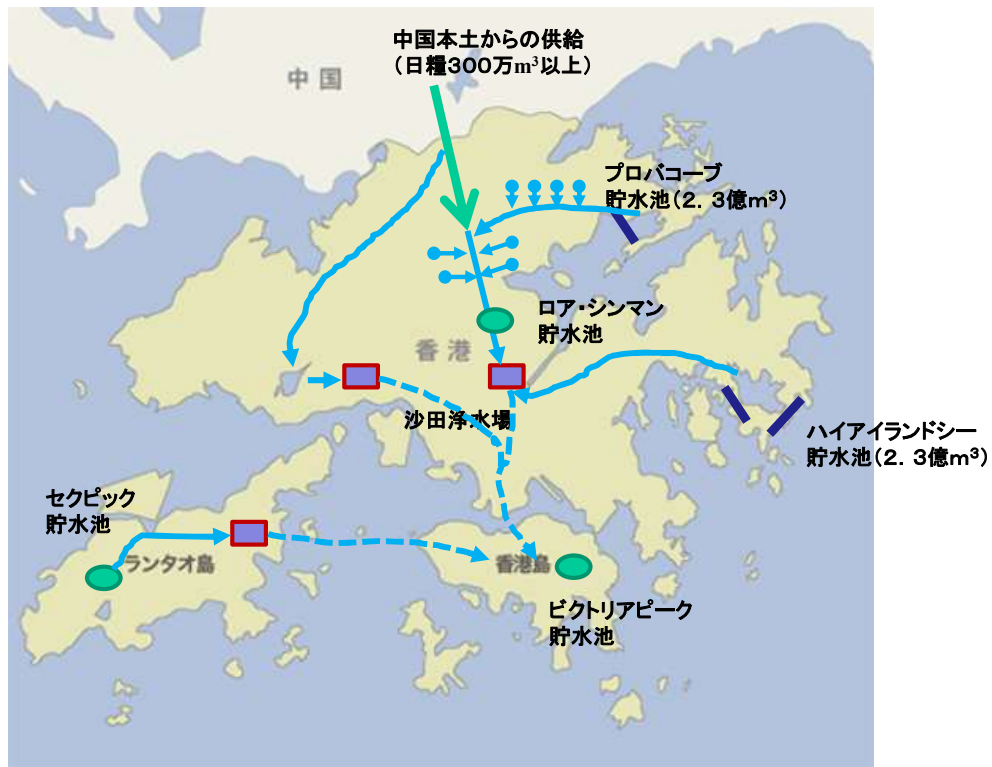 中国本土からの供給
（日糧３００万m³以上）
中 国
プロバコーブ
貯水池（２．３億ｍ³）
ロア・シンマン
貯水池
香 港
沙田浄水場
ハイアイランドシー
貯水池（２．３億ｍ³）
セクピック
貯水池
ランタオ島
香港島
ビクトリアピーク
貯水池